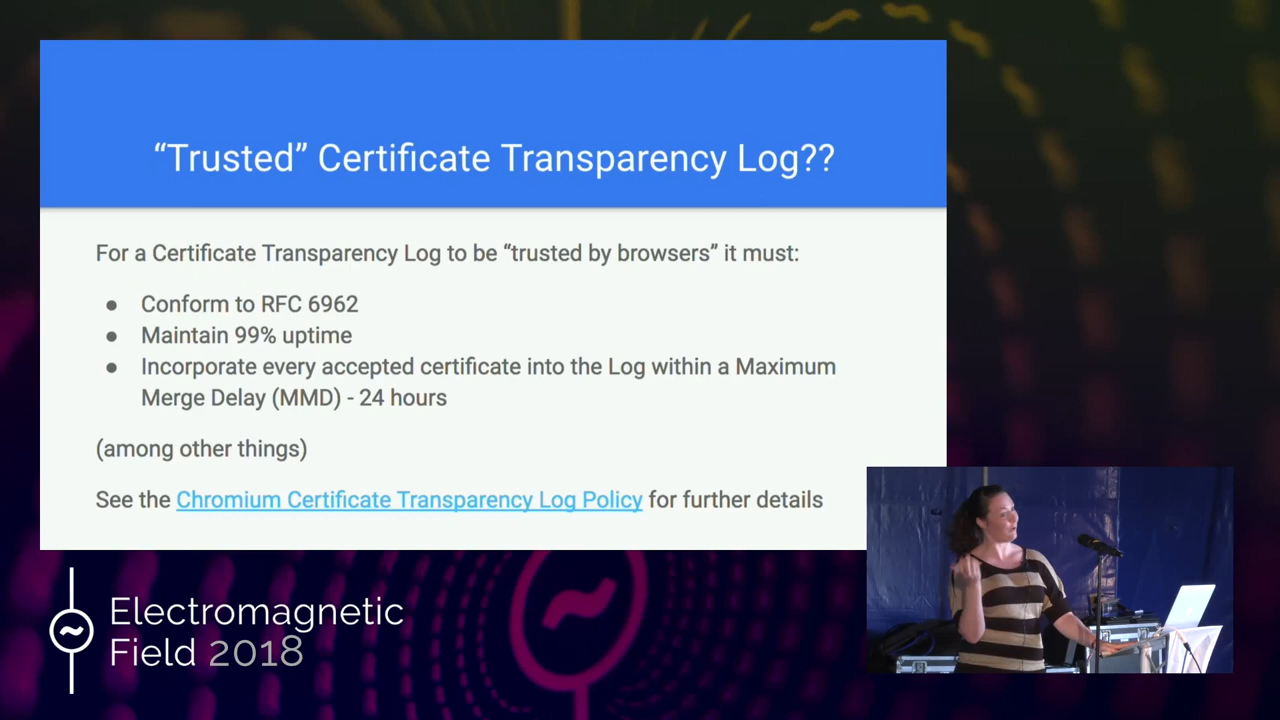 “Trusted” Certificate Transparency Log??
For a Certificate Transparency Log to be “trusted by browsers” it must:
● Conform to RFC 6962
● Maintain 99% uptime
● Incorporate every accepted certificate into the Log within a Maximum
Merge Delay (MMD) - 24 hours
(among other things)
See the Chromium Certificate Transparency Log Policy for further details
Electromagnetic
Field 2018